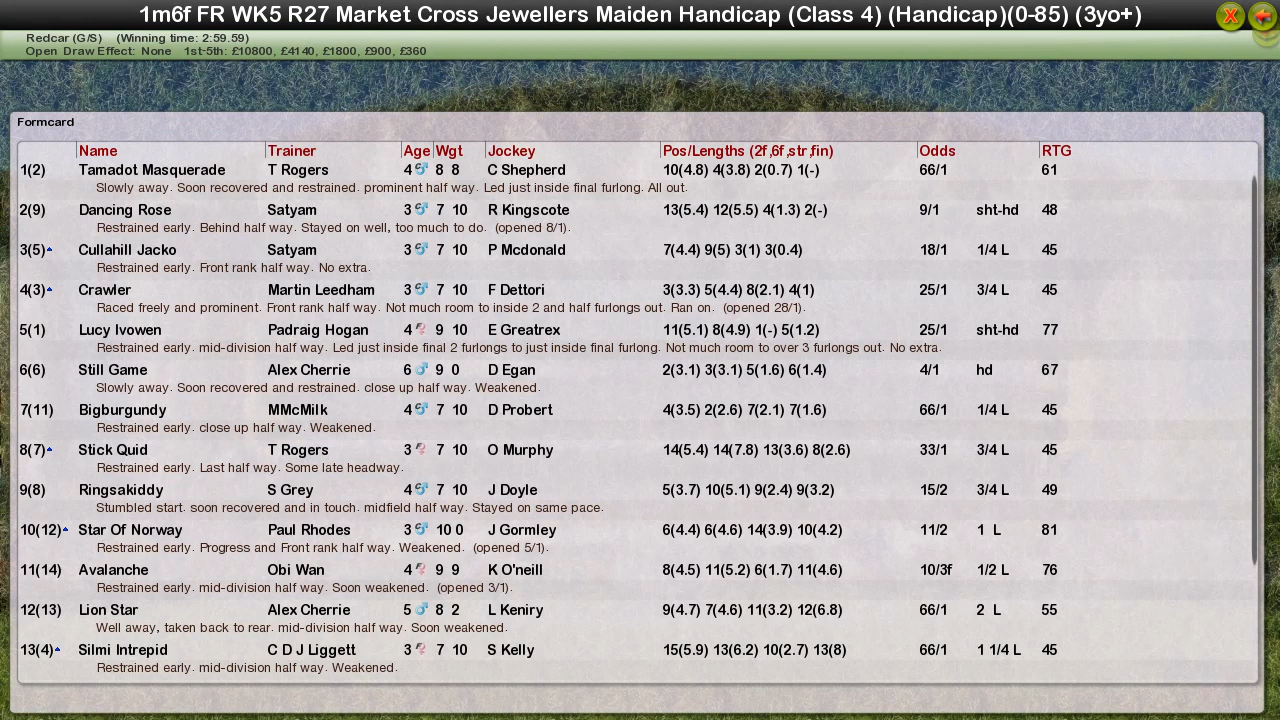 1m6f FR WK5 R27 Market Cross Jewellers Maiden Handicap (Class 4) (Handicap)(0-85) (3yo+)
Redcar (G/S) (Winning time: 2:59.59)
Open Draw Effect: None 1st-5th: £10800, £4140, £1800, £900, £360
Formcard
Name Trainer Age Wgt Jockey Pos/Lengths (2f,6f,str,fin) Odds RTG
1(2) Tamadot Masquerade T Rogers 4 8 8 C Shepherd 10(4.8) 4(3.8) 2(0.7) 1(-) 66/1 61
Slowly away. Soon recovered and restrained. prominent half way. Led just inside final furlong. All out.
2(9) Dancing Rose Satyam 3 7 10 R Kingscote 13(5.4) 12(5.5) 4(1.3) 2(-) 9/1 sht-hd 48
Restrained early. Behind half way. Stayed on well, too much to do. (opened 8/1).
3(5) Cullahill Jacko Satyam 3 7 10 P Mcdonald 7(4.4) 9(5) 3(1) 3(0.4) 18/1 1/4 L 45
Restrained early. Front rank half way. No extra.
4(3) Crawler Martin Leedham 3 7 10 F Dettori 3(3.3) 5(4.4) 8(2.1) 4(1) 25/1 3/4 L 45
Raced freely and prominent. Front rank half way. Not much room to inside 2 and half furlongs out. Ran on. (opened 28/1).
5(1) Lucy Ivowen Padraig Hogan 4 9 10 E Greatrex 11(5.1) 8(4.9) 1(-) 5(1.2) 25/1 sht-hd 77
Restrained early. mid-division half way. Led just inside final 2 furlongs to just inside final furlong. Not much room to over 3 furlongs out. No extra.
6(6) Still Game Alex Cherrie 6 9 0 D Egan 2(3.1) 3(3.1) 5(1.6) 6(1.4) 4/1 hd 67
Slowly away. Soon recovered and restrained. close up half way. Weakened.
7(11) Bigburgundy MMcMilk 4 7 10 D Probert 4(3.5) 2(2.6) 7(2.1) 7(1.6) 66/1 1/4 L 45
Restrained early. close up half way. Weakened.
8(7) Stick Quid T Rogers 3 7 10 O Murphy 14(5.4) 14(7.8) 13(3.6) 8(2.6) 33/1 3/4 L 45
Restrained early. Last half way. Some late headway.
9(8) Ringsakiddy S Grey 4 7 10 J Doyle 5(3.7) 10(5.1) 9(2.4) 9(3.2) 15/2 3/4 L 49
Stumbled start. soon recovered and in touch. midfield half way. Stayed on same pace.
10(12) Star Of Norway Paul Rhodes 3 10 0 J Gormley 6(4.4) 6(4.6) 14(3.9) 10(4.2) 11/2 1 L 81
Restrained early. Progress and Front rank half way. Weakened. (opened 5/1).
11(14) Avalanche Obi Wan 4 9 9 K O'neill 8(4.5) 11(5.2) 6(1.7) 11(4.6) 10/3f 1/2 L 76
Restrained early. mid-division half way. Soon weakened. (opened 3/1).
12(13) Lion Star Alex Cherrie 5 8 2 L Keniry 9(4.7) 7(4.6) 11(3.2) 12(6.8) 66/1 2 L 55
Well away, taken back to rear. mid-division half way. Soon weakened.
13(4) Silmi Intrepid C D J Liggett 3 7 10 S Kelly 15(5.9) 13(6.2) 10(2.7) 13(8) 66/1 1 1/4 L 45
Restrained early. mid-division half way. Weakened.